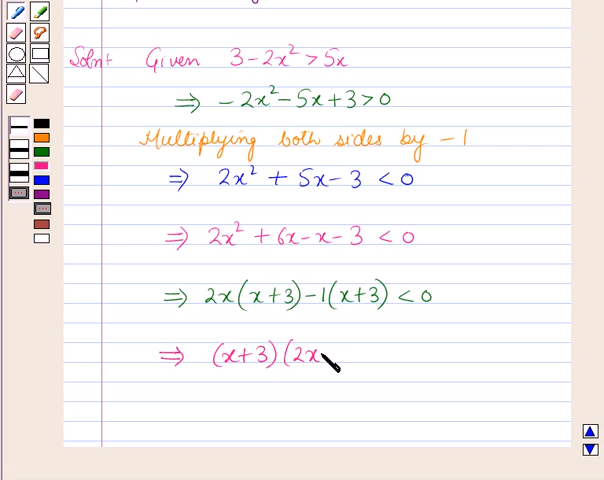 Soln:- Given 3 - 2x² > 5x
⇒ - 2x² - 5x + 3 > 0
Multiplying both sides by - 1
⇒ 2x² + 5x - 3 < 0
⇒ 2x² + 6x - x - 3 < 0
⇒ 2x(x+3) - 1(x+3) < 0
⇒ (x+3)(2x